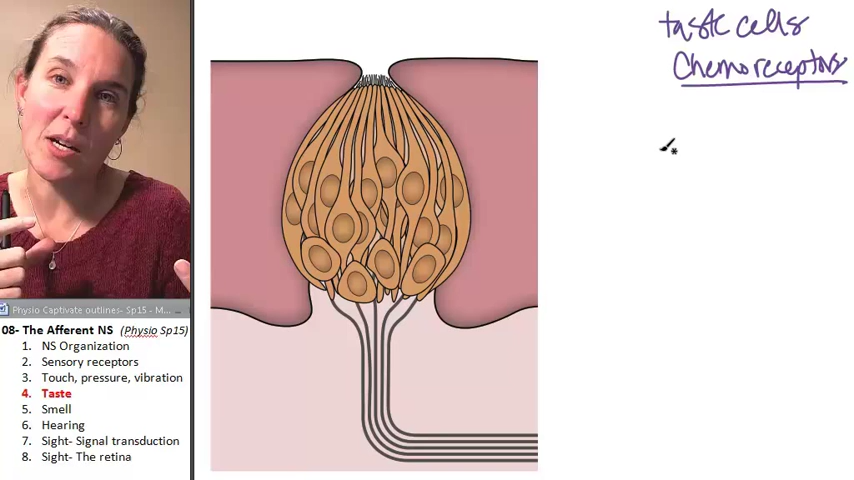 taste cells
Chemoreceptors
Physio Captivate outlines- Sp15 - M...
08- The Afferent NS (Physio Sp15)
1. NS Organization
2. Sensory receptors
3. Touch, pressure, vibration
4. Taste
5. Smell
6. Hearing
7. Sight- Signal transduction
8. Sight- The retina